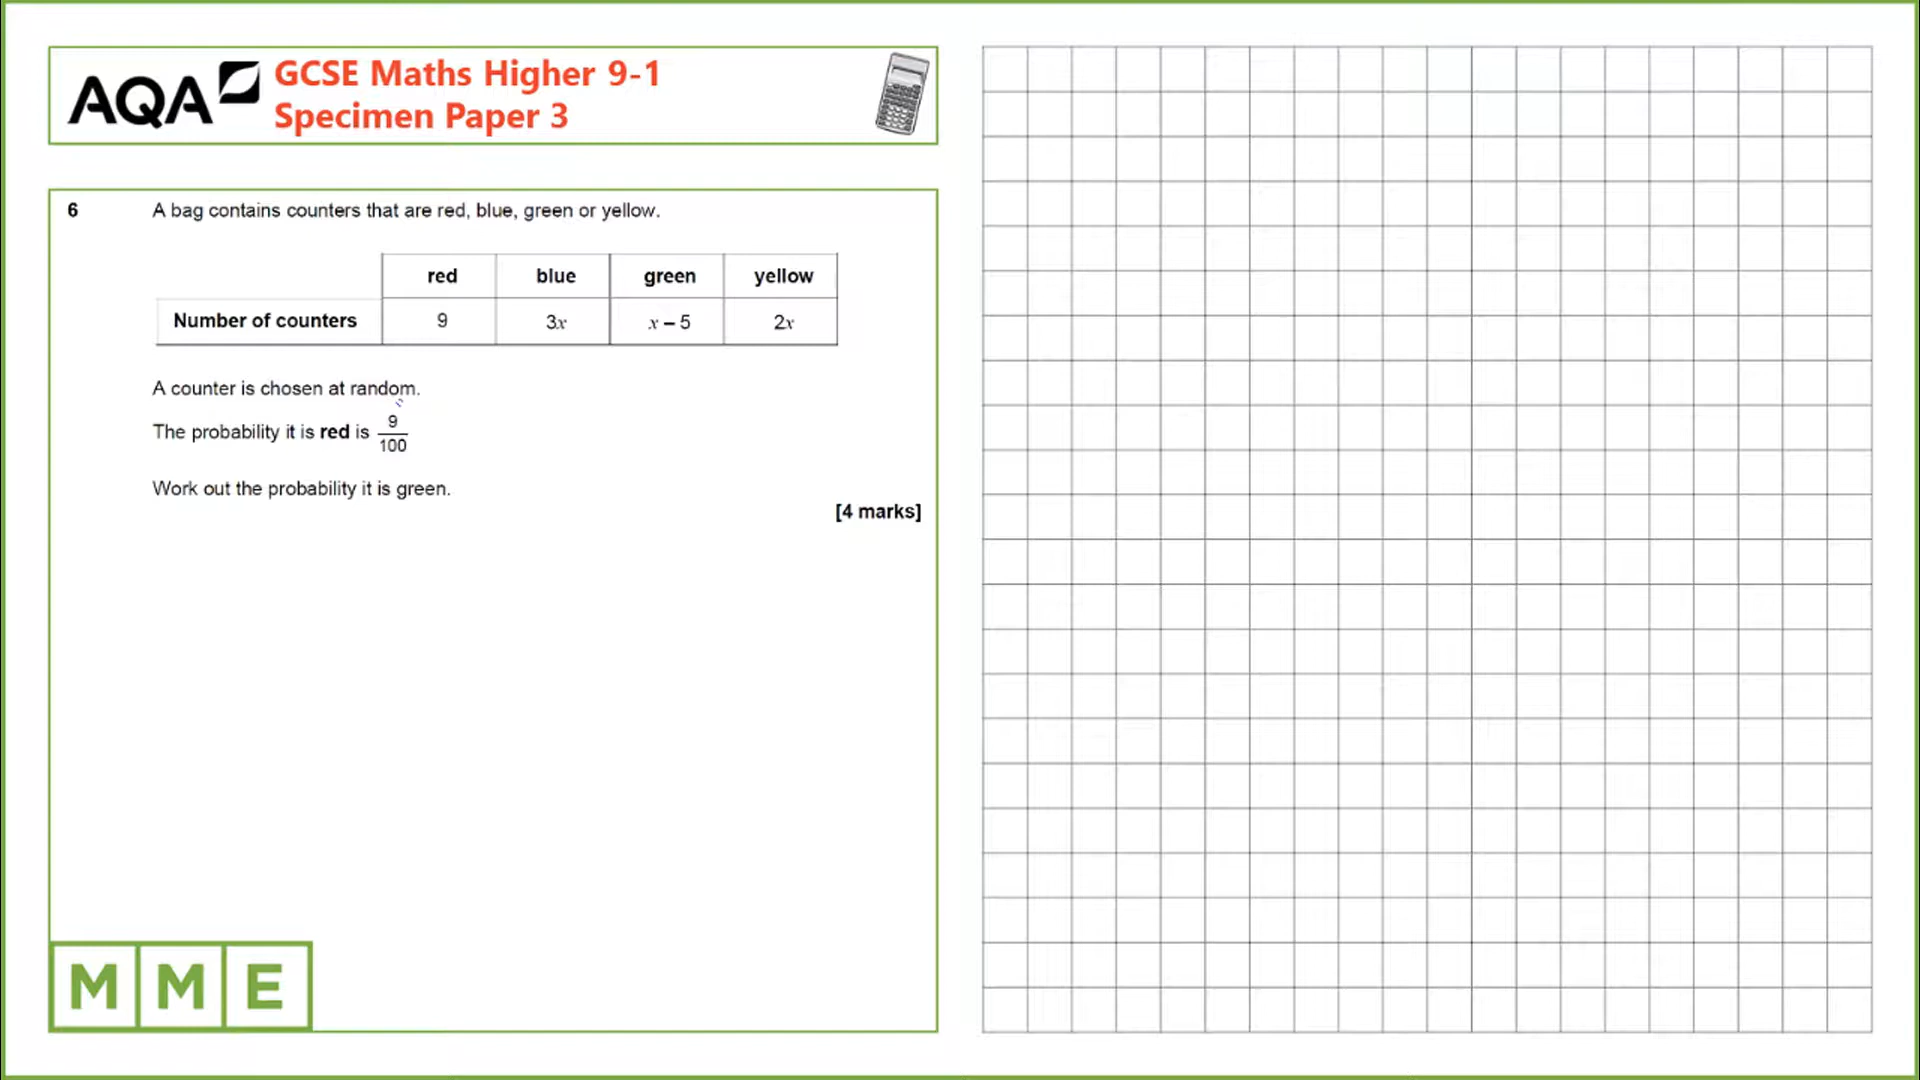 AQA
GCSE Maths Higher 9-1
Specimen Paper 3
6 A bag contains counters that are red, blue, green or yellow.
red blue green yellow
Number of counters 9 3x x – 5 2x
A counter is chosen at random.
The probability it is red is 9/100
Work out the probability it is green.
[4 marks]
MME